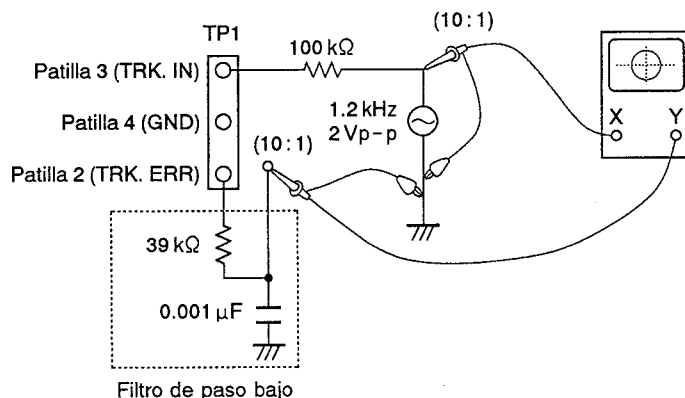 TP1
Patilla 3 (TRK. IN)
100 kΩ
(10 : 1)
Patilla 4 (GND)
1.2 kHz
2 Vp-p
X
Y
(10 : 1)
Patilla 2 (TRK. ERR)
39 kΩ
0.001 µF
Filtro de paso bajo